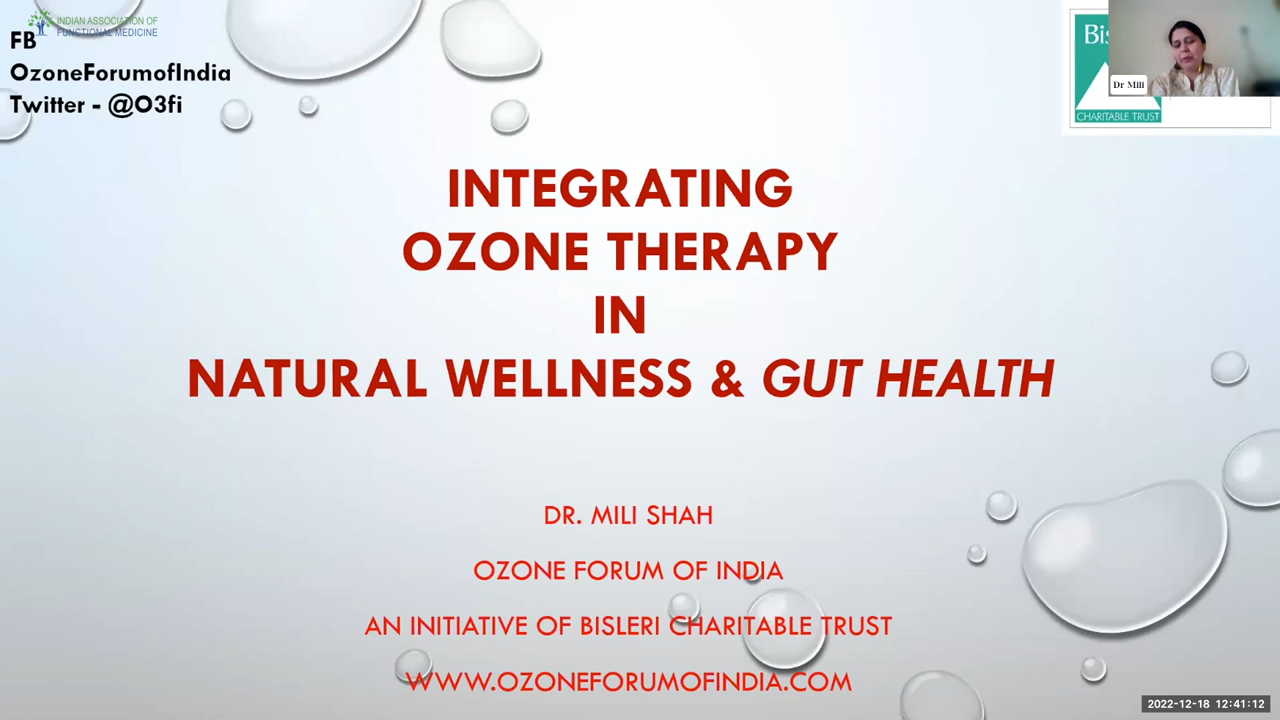 INDIAN ASSOCIATION OF
FUNCTIONAL MEDICINE
FB
OzoneForumofIndia
Twitter - @O3fi
Bis
CHARITABLE TRUST
Dr Mili
INTEGRATING
OZONE THERAPY
IN
NATURAL WELLNESS & GUT HEALTH
DR. MILI SHAH
OZONE FORUM OF INDIA
AN INITIATIVE OF BISLERI CHARITABLE TRUST
WWW.OZONEFORUMOFINDIA.COM
2022-12-18 12:41:12